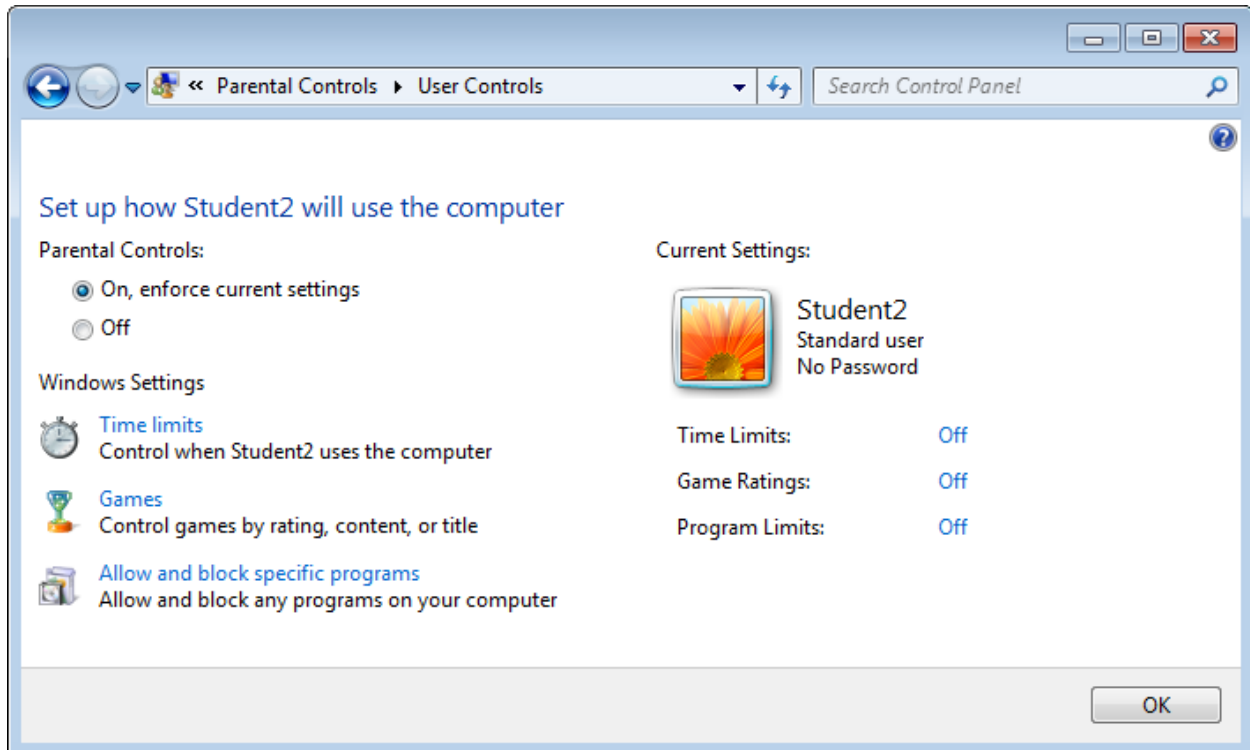 « Parental Controls ▸ User Controls
Search Control Panel
Set up how Student2 will use the computer
Parental Controls:
On, enforce current settings
Off
Windows Settings
Time limits
Control when Student2 uses the computer
Games
Control games by rating, content, or title
Allow and block specific programs
Allow and block any programs on your computer
Current Settings:
Student2
Standard user
No Password
Time Limits: Off
Game Ratings: Off
Program Limits: Off
OK